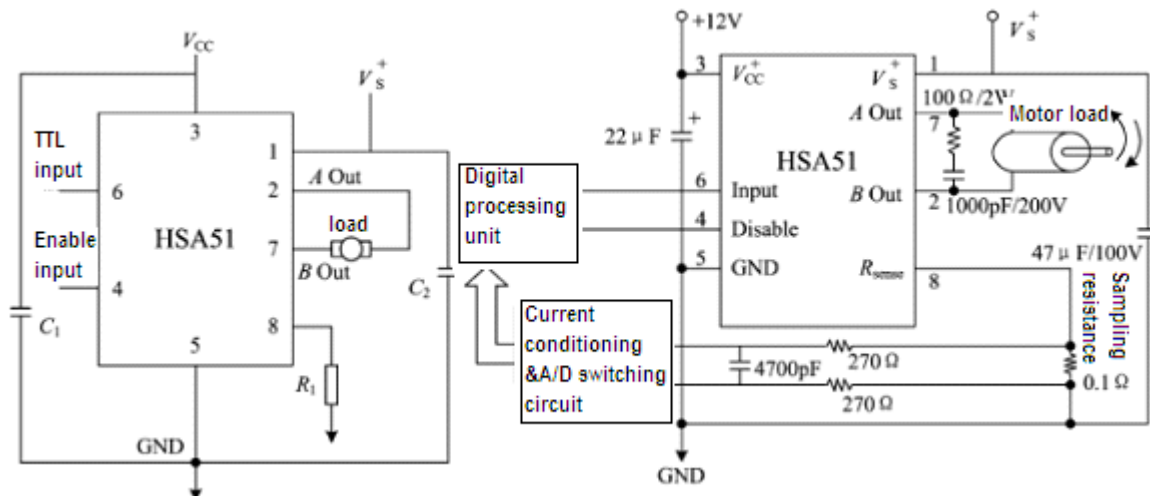 V_CC
V_S^+
TTL
input
Enable
input
3
1
2
6
7
4
8
5
HSA51
A Out
load
B Out
C_1
C_2
R_1
GND
Digital
processing
unit
Current
conditioning
&A/D switching
circuit
+12V
V_S^+
3
V_CC^+
V_S^+
1
22 μF
+
HSA51
A Out
7
100 Ω/2W
Motor load
6
Input
B Out
2
1000pF/200V
4
Disable
5
GND
R_sense
8
47 μF/100V
Sampling
resistance
0.1 Ω
4700pF
270 Ω
270 Ω
GND